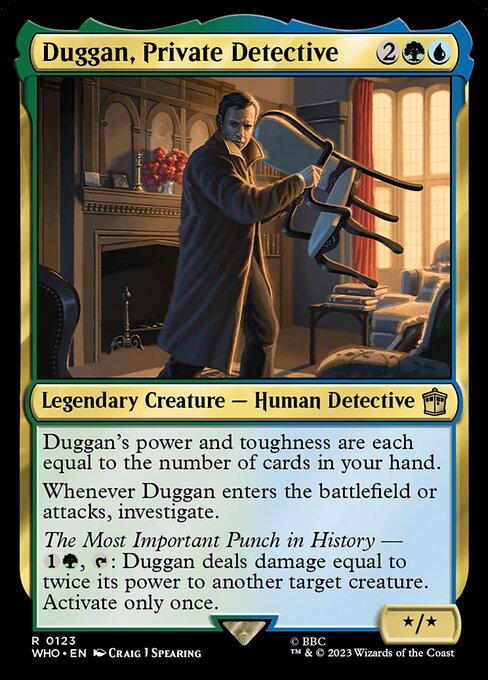 Duggan, Private Detective 2
Legendary Creature — Human Detective
Duggan's power and toughness are each
equal to the number of cards in your hand.
Whenever Duggan enters the battlefield or
attacks, investigate.
The Most Important Punch in History —
1 , : Duggan deals damage equal to
twice its power to another target creature.
Activate only once.
*/*
R 0123
WHO • EN Craig J Spearing
© BBC
™ & © 2023 Wizards of the Coast